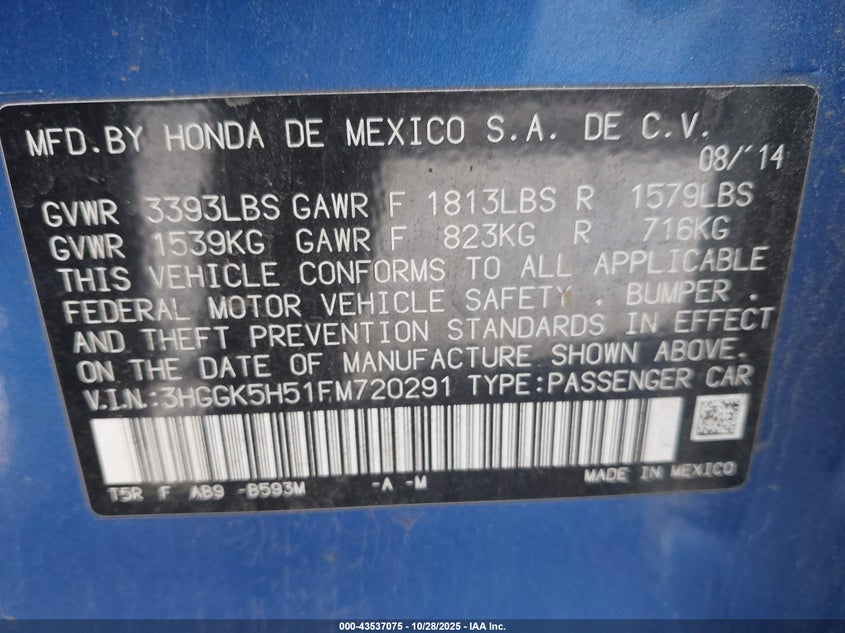 MFD.BY HONDA DE MEXICO S.A. DE C.V.
08/'14
GVWR 3393LBS GAWR F 1813LBS R 1579LBS
GVWR 1539KG GAWR F 823KG R 716KG
THIS VEHICLE CONFORMS TO ALL APPLICABLE
FEDERAL MOTOR VEHICLE SAFETY , BUMPER ,
AND THEFT PREVENTION STANDARDS IN EFFECT
ON THE DATE OF MANUFACTURE SHOWN ABOVE.
V.I.N.:3HGGK5H51FM720291 TYPE:PASSENGER CAR
MADE IN MEXICO
T5R F AB9 -B593M -A -M
000-43537075 - 10/28/2025 - IAA Inc.